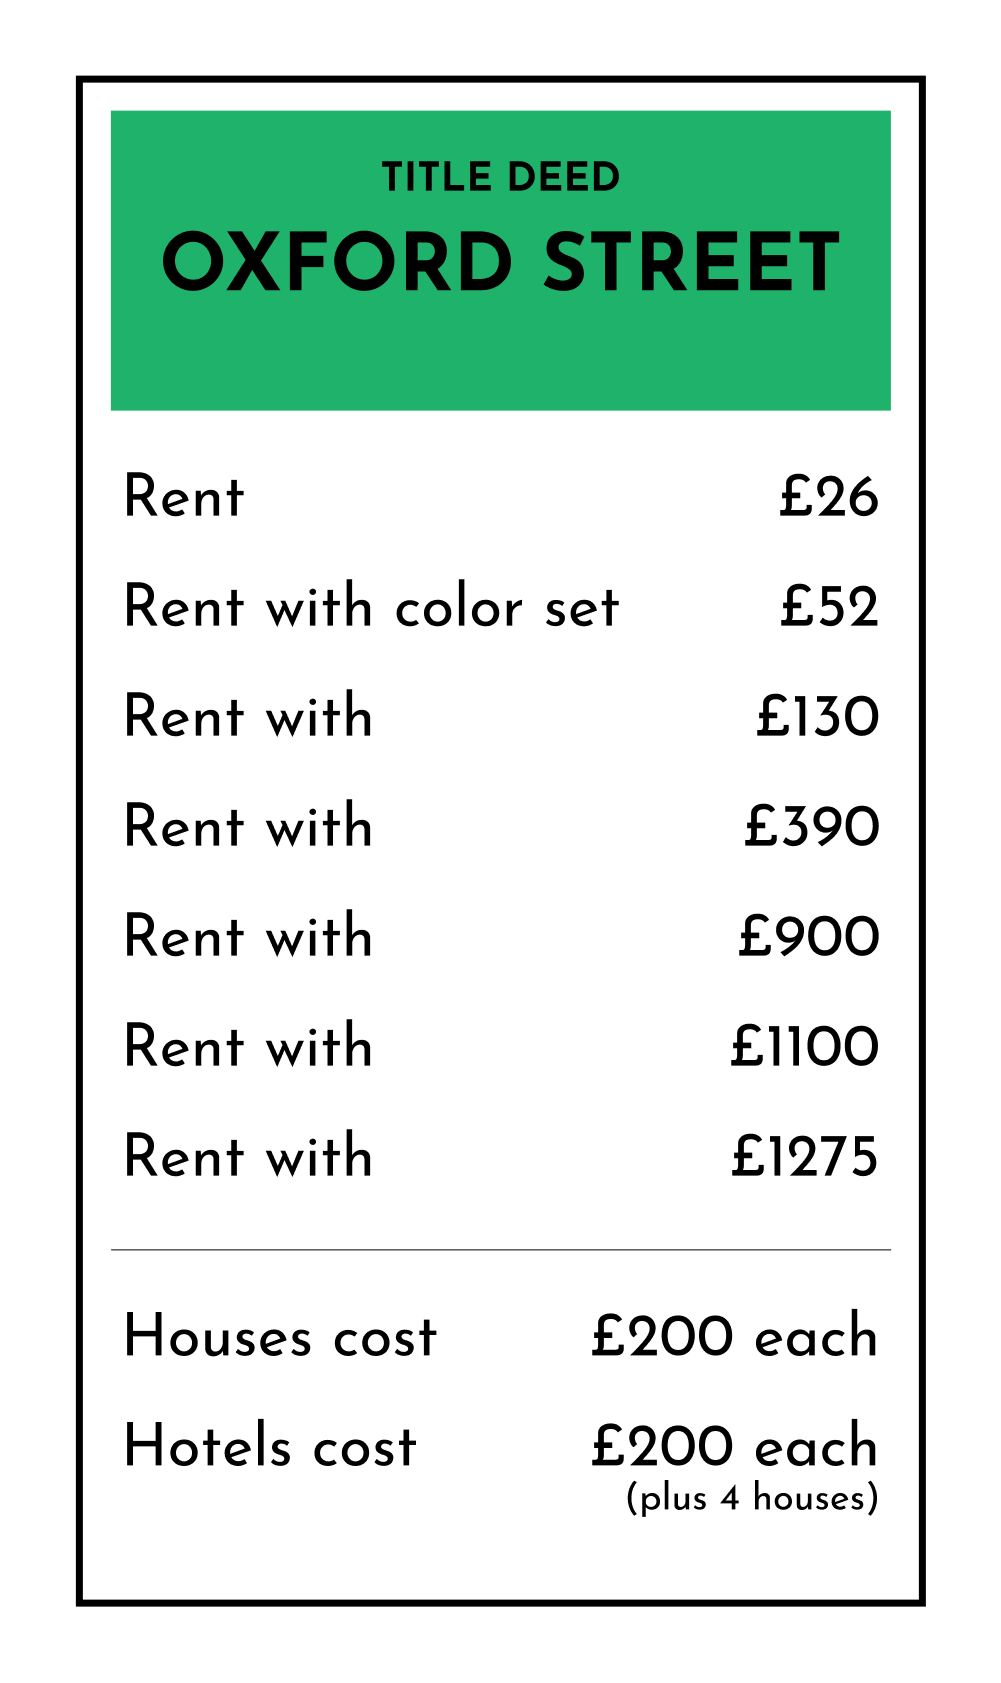 TITLE DEED
OXFORD STREET
Rent £26
Rent with color set £52
Rent with £130
Rent with £390
Rent with £900
Rent with £1100
Rent with £1275
Houses cost £200 each
Hotels cost £200 each
(plus 4 houses)